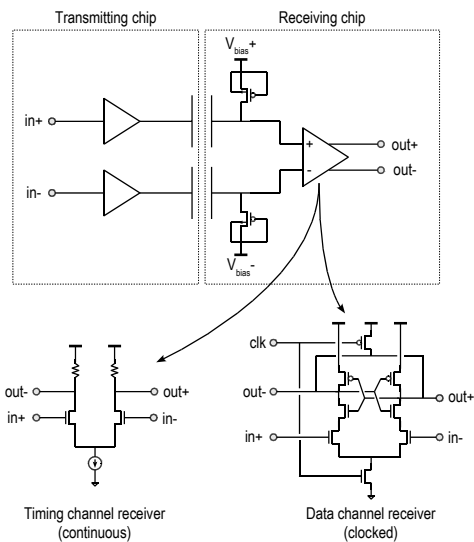 Transmitting chip
Receiving chip
Vbias+
in+
+
out+
in-
-
out-
Vbias-
clk
out-
out+
in+
in-
out-
out+
in+
in-
Timing channel receiver
(continuous)
Data channel receiver
(clocked)